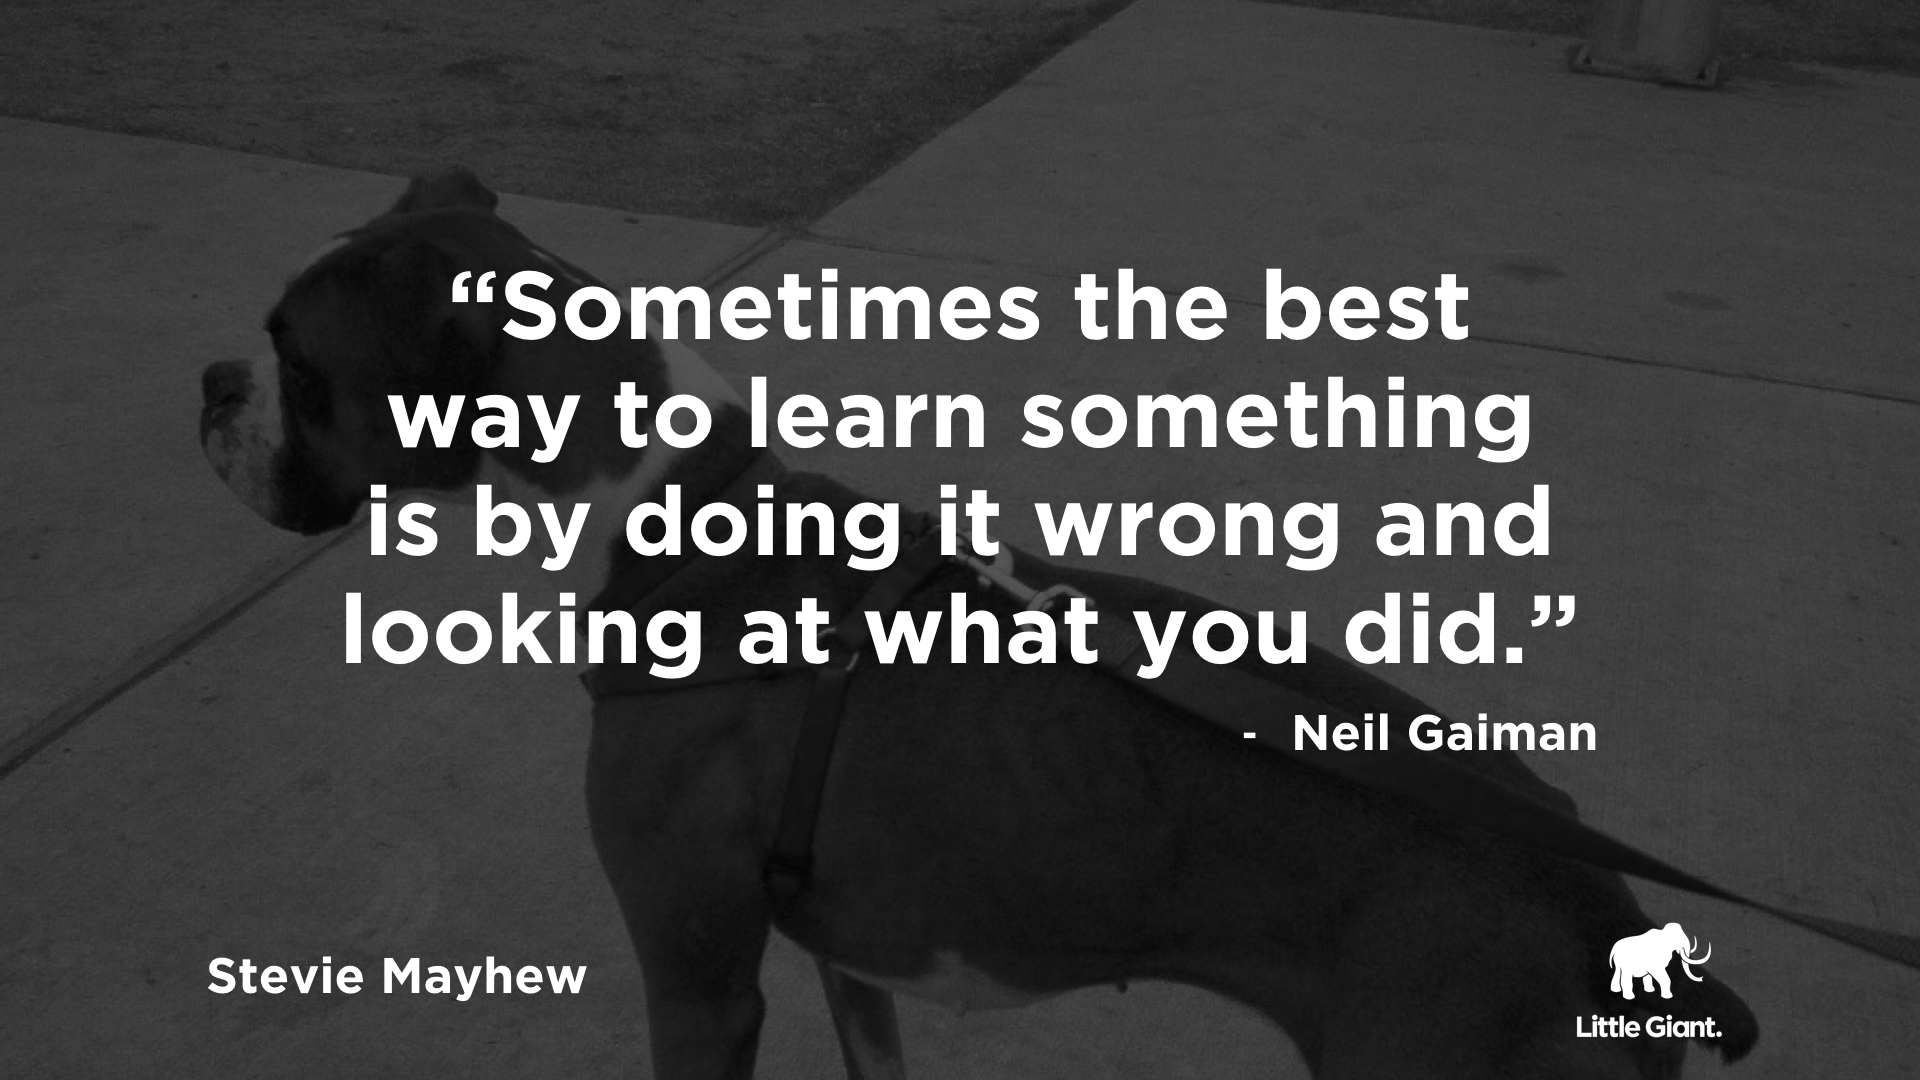 “Sometimes the best
way to learn something
is by doing it wrong and
looking at what you did.”
- Neil Gaiman
Stevie Mayhew
Little Giant.